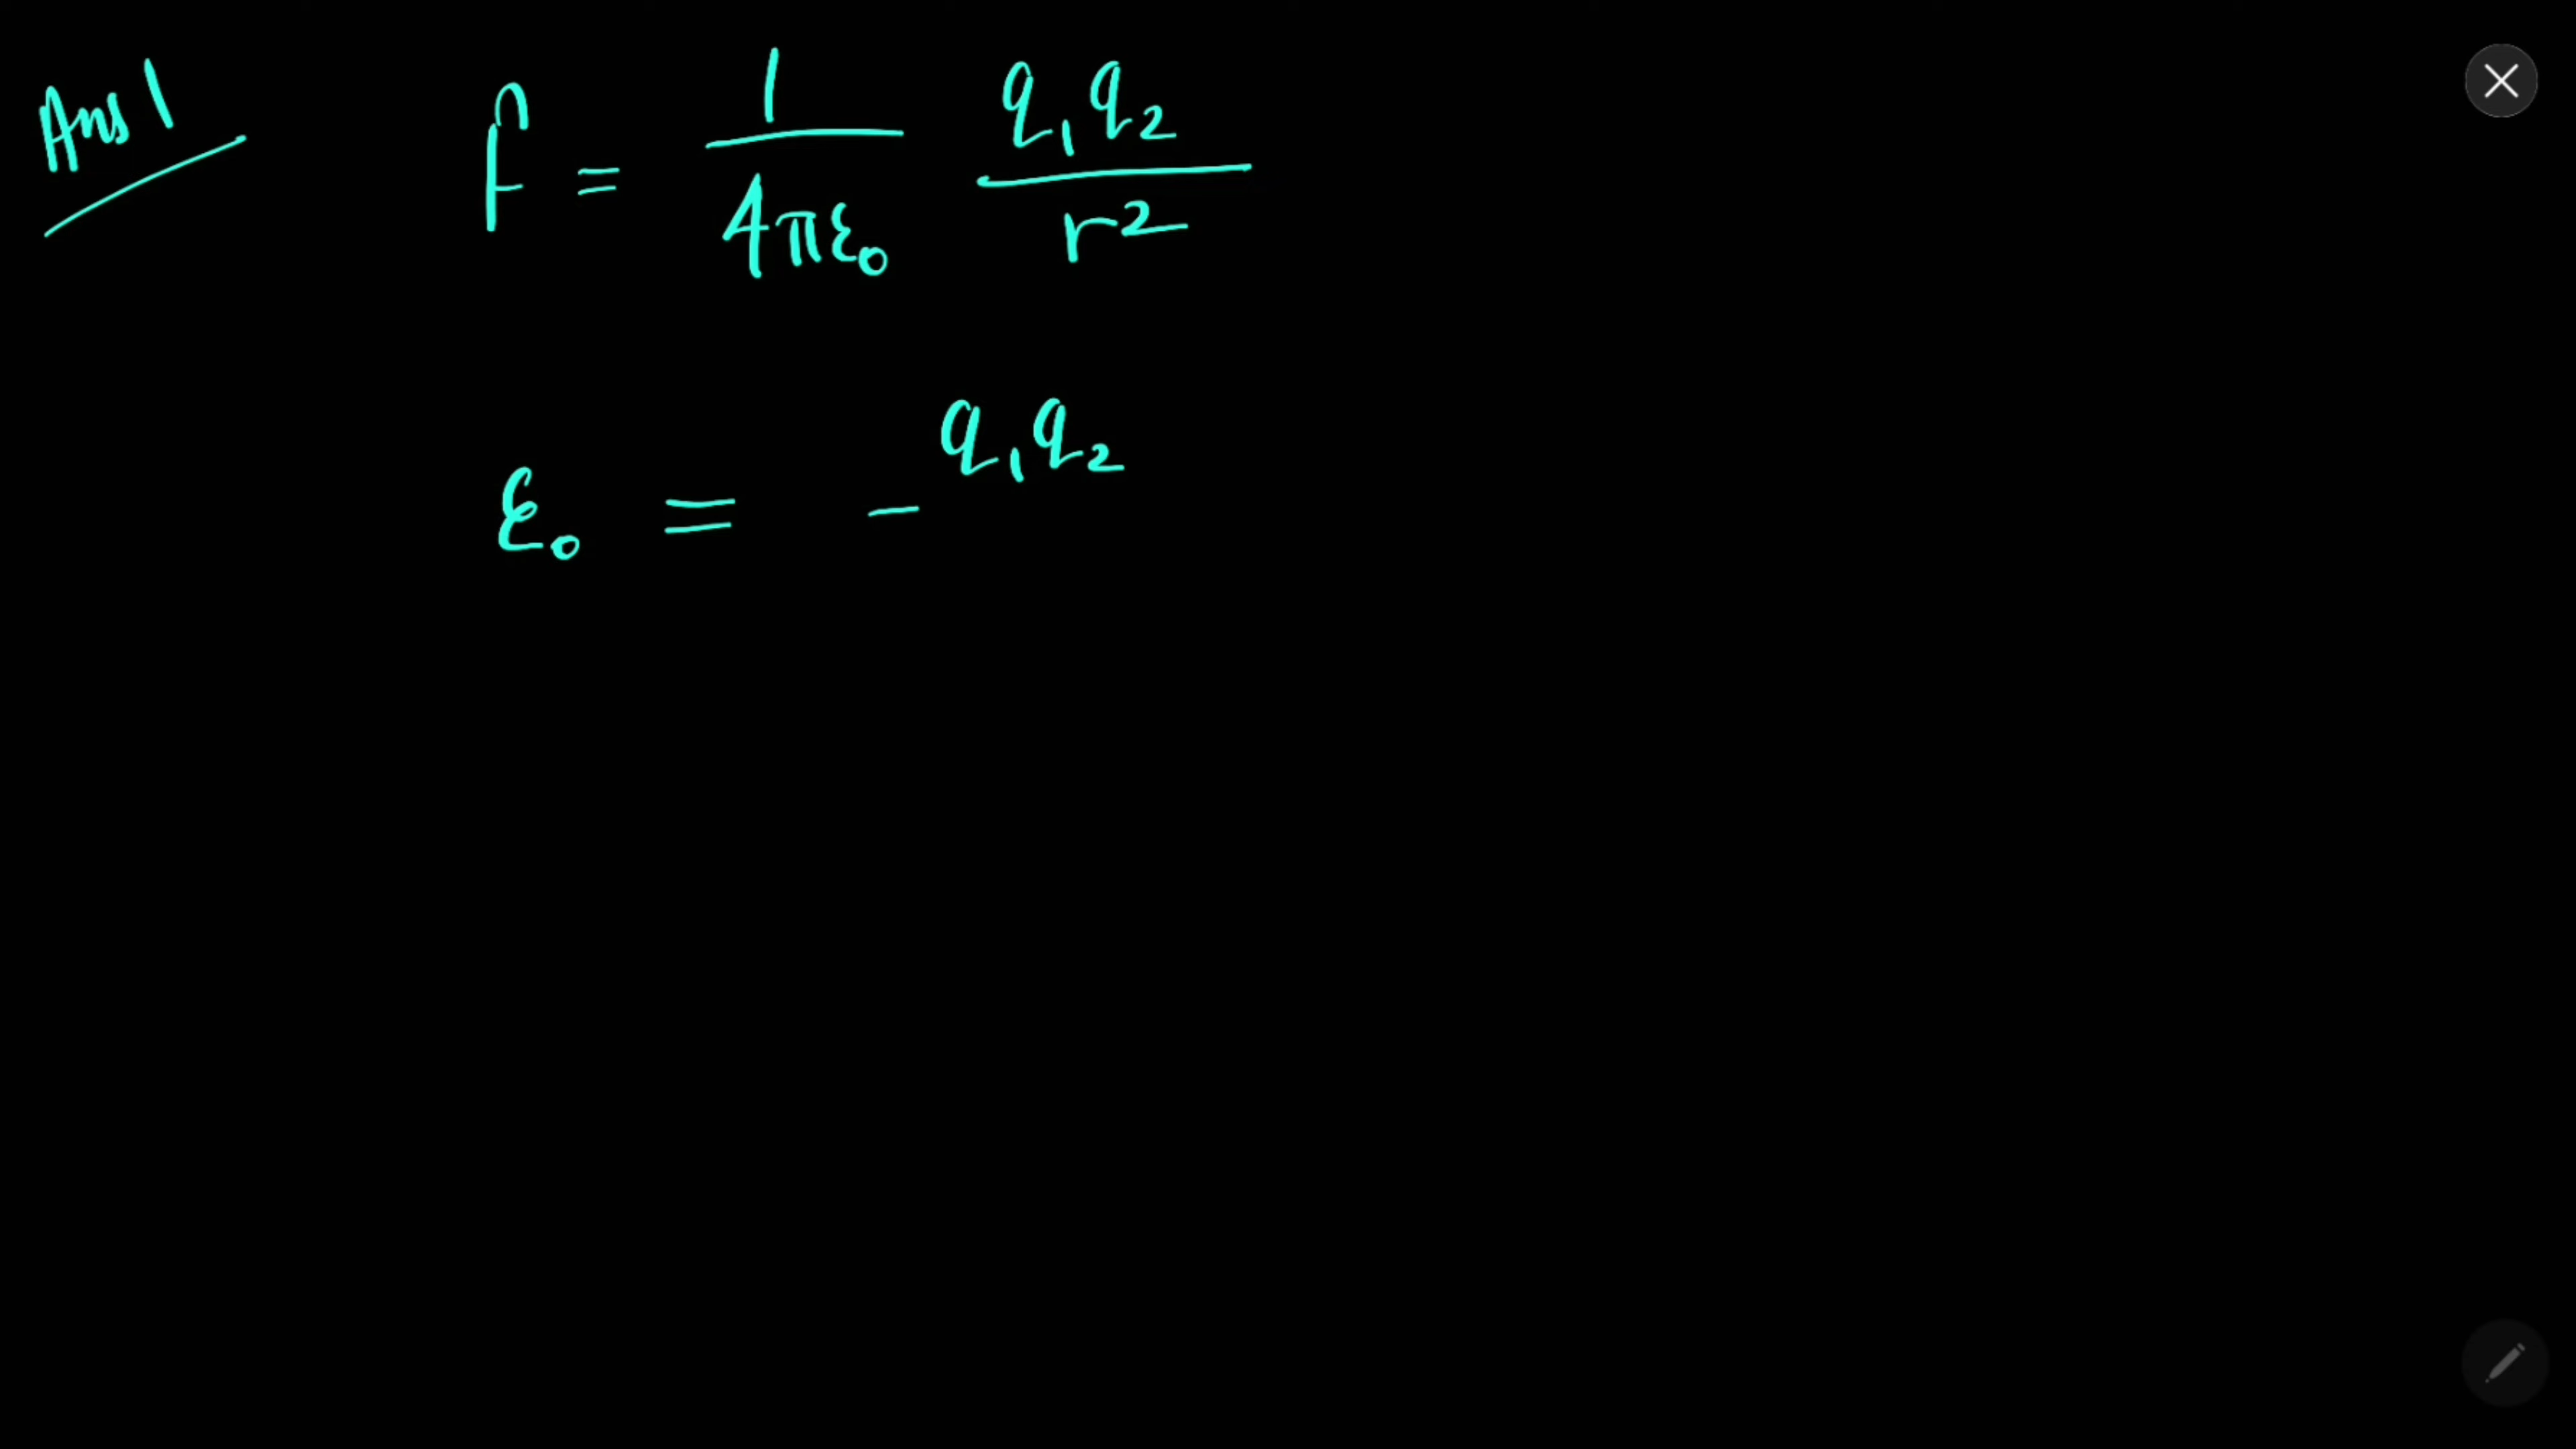 Ans 1
F = 1/4πε₀ q₁q₂/r²
ε₀ = - q₁q₂